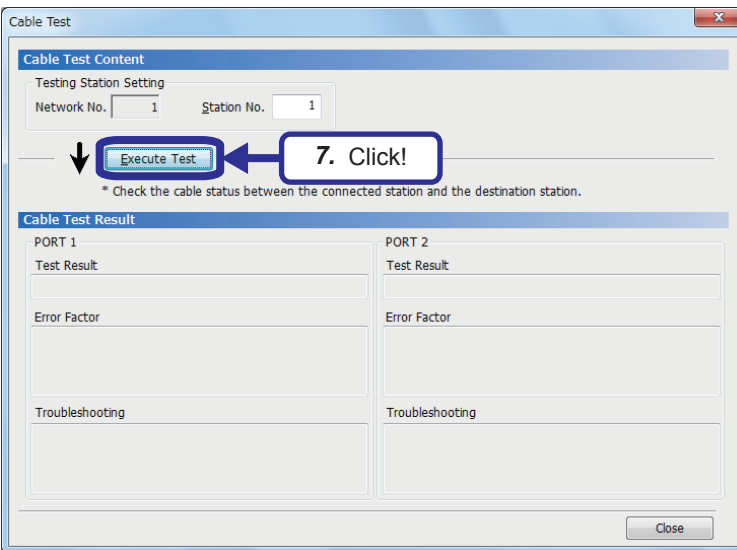 Cable Test
Cable Test Content
Testing Station Setting
Network No. 1 Station No. 1
Execute Test
7. Click!
* Check the cable status between the connected station and the destination station.
Cable Test Result
PORT 1
Test Result
Error Factor
Troubleshooting
PORT 2
Test Result
Error Factor
Troubleshooting
Close